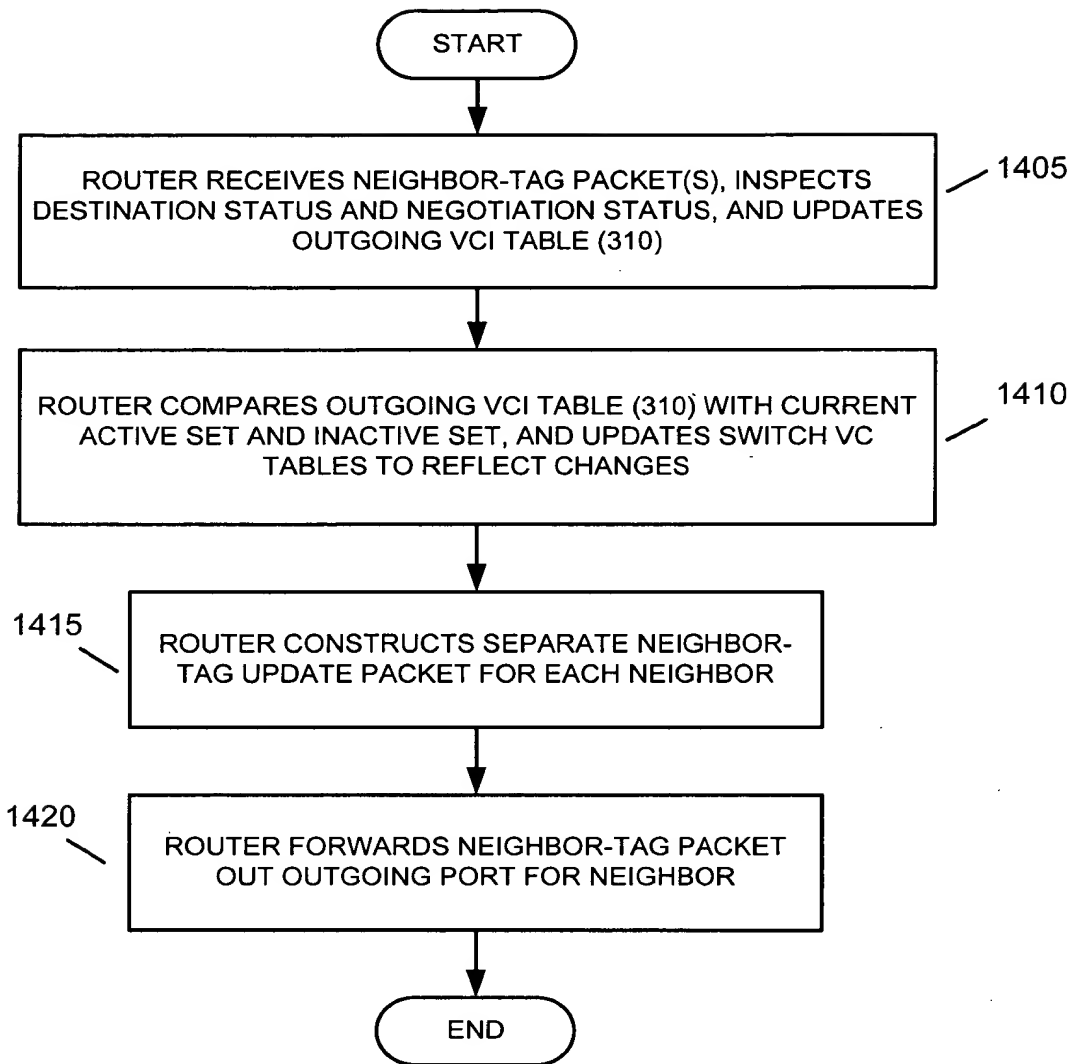 START
ROUTER RECEIVES NEIGHBOR-TAG PACKET(S), INSPECTS
DESTINATION STATUS AND NEGOTIATION STATUS, AND UPDATES
OUTGOING VCI TABLE (310)
1405
ROUTER COMPARES OUTGOING VCI TABLE (310) WITH CURRENT
ACTIVE SET AND INACTIVE SET, AND UPDATES SWITCH VC
TABLES TO REFLECT CHANGES
1410
1415
ROUTER CONSTRUCTS SEPARATE NEIGHBOR-
TAG UPDATE PACKET FOR EACH NEIGHBOR
1420
ROUTER FORWARDS NEIGHBOR-TAG PACKET
OUT OUTGOING PORT FOR NEIGHBOR
END